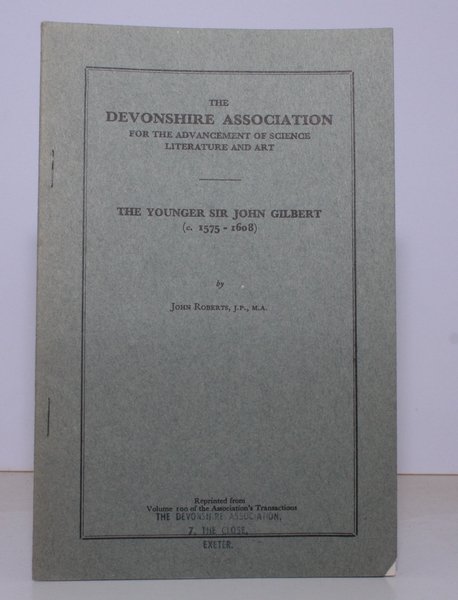 THE
DEVONSHIRE ASSOCIATION
FOR THE ADVANCEMENT OF SCIENCE
LITERATURE AND ART
THE YOUNGER SIR JOHN GILBERT
(c. 1575 - 1608)
by
JOHN ROBERTS, J.P., M.A.
Reprinted from
Volume 100 of the Association's Transactions
THE DEVONSHIRE ASSOCIATION,
7, THE CLOSE,
EXETER.